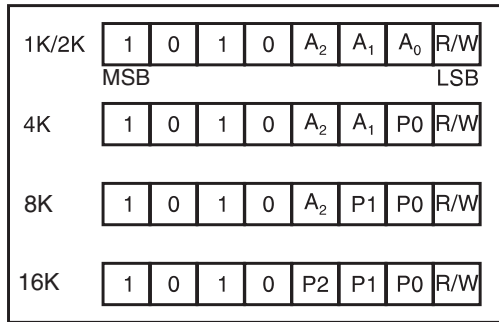 1K/2K 1 0 1 0 A₂ A₁ A₀ R/W
MSB LSB
4K 1 0 1 0 A₂ A₁ P0 R/W
8K 1 0 1 0 A₂ P1 P0 R/W
16K 1 0 1 0 P2 P1 P0 R/W